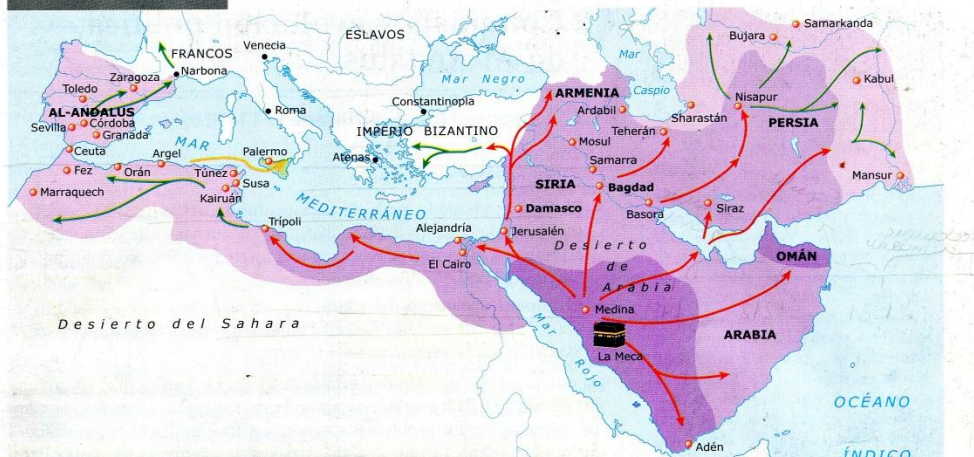 Samarkanda
Bujara
ESLAVOS
Venecia
FRANCOS
Narbona
Mar
Caspio
Mar Negro
Kabul
Zaragoza
Toledo
AL-ANDALUS
Córdoba
Sevilla
Granada
Roma
Constantinopla
IMPERIO BIZANTINO
ARMENIA
Ardabil
Sharastán
Nisapur
PERSIA
Teherán
Mosul
Samarra
Ceuta
MAR
Argel
Palermo
Atenas
Fez
Orán
Túnez
Susa
Kairuán
Marraquech
MEDITERRÁNEO
SIRIA
Bagdad
Mansur
Damasco
Basora
Siraz
Trípoli
Alejandría
Jerusalén
El Cairo
Desierto
de
Arabia
OMÁN
Medina
Desierto del Sahara
Mar
Rojo
La Meca
ARABIA
OCÉANO
ÍNDICO
Adén